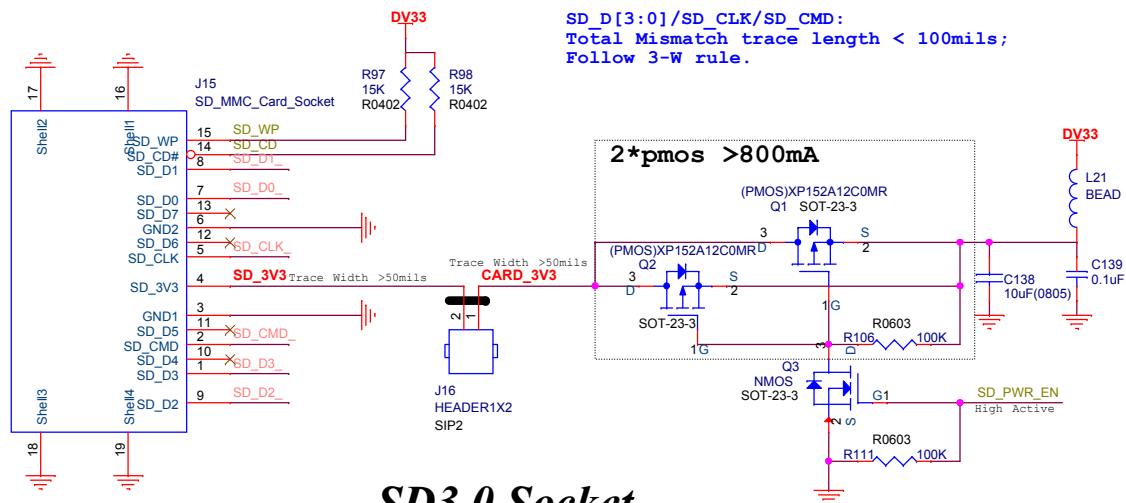 SD_D[3:0]/SD_CLK/SD_CMD:
Total Mismatch trace length < 100mils;
Follow 3-W rule.
DV33
R97
15K
R0402
R98
15K
R0402
17
16
J15
SD_MMC_Card_Socket
Shell2
Shell1
SD_WP 15 SD_WP
SD_CD# 14 SD_CD
SD_D1 8 SD_D1_
SD_D0 7 SD_D0_
SD_D7 13
GND2 6
SD_D6 12
SD_CLK 5 SD_CLK_
SD_3V3 4 SD_3V3 Trace Width >50mils
GND1 3
SD_D5 11
SD_CMD 2 SD_CMD_
SD_D4 10
SD_D3 1 SD_D3_
SD_D2 9 SD_D2_
Shell3
Shell4
18
19
Trace Width >50mils
CARD_3V3
2 1
J16
HEADER1X2
SIP2
2*pmos >800mA
(PMOS)XP152A12C0MR
Q1 SOT-23-3
3 D
S 2
1G
(PMOS)XP152A12C0MR
Q2
3 D
S 2
SOT-23-3
1G
R0603
R106 100K
DV33
L21
BEAD
C138
10uF(0805)
C139
0.1uF
Q3
NMOS
SOT-23-3
3 D
G1
2 S
SD_PWR_EN
High Active
R0603
R111 100K
SD3.0 Socket